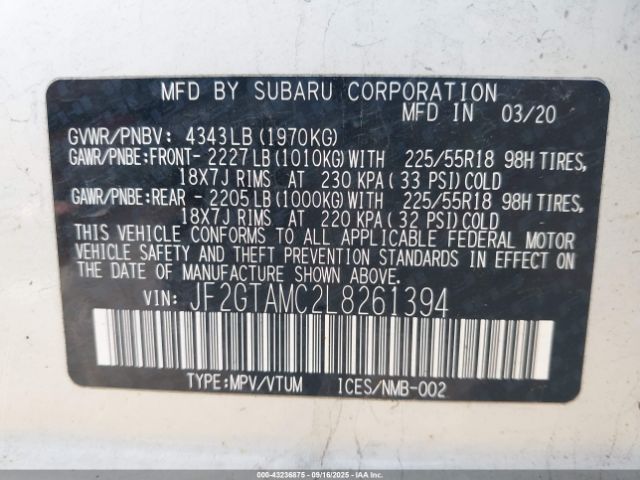 MFD BY SUBARU CORPORATION
MFD IN 03/20
GVWR/PNBV: 4343LB (1970KG)
GAWR/PNBE:FRONT- 2227LB (1010KG)WITH 225/55R18 98H TIRES,
18X7J RIMS AT 230 KPA (33 PSI)COLD
GAWR/PNBE:REAR - 2205LB (1000KG)WITH 225/55R18 98H TIRES,
18X7J RIMS AT 220 KPA (32 PSI)COLD
THIS VEHICLE CONFORMS TO ALL APPLICABLE FEDERAL MOTOR
VEHICLE SAFETY AND THEFT PREVENTION STANDARDS IN EFFECT
ON THE DATE OF MANUFACTURE SHOWN ABOVE.
VIN: JF2GTAMC2L8261394
TYPE:MPV/VTUM ICES/NMB-002
000-43236875 - 09/16/2025 - IAAI.COM